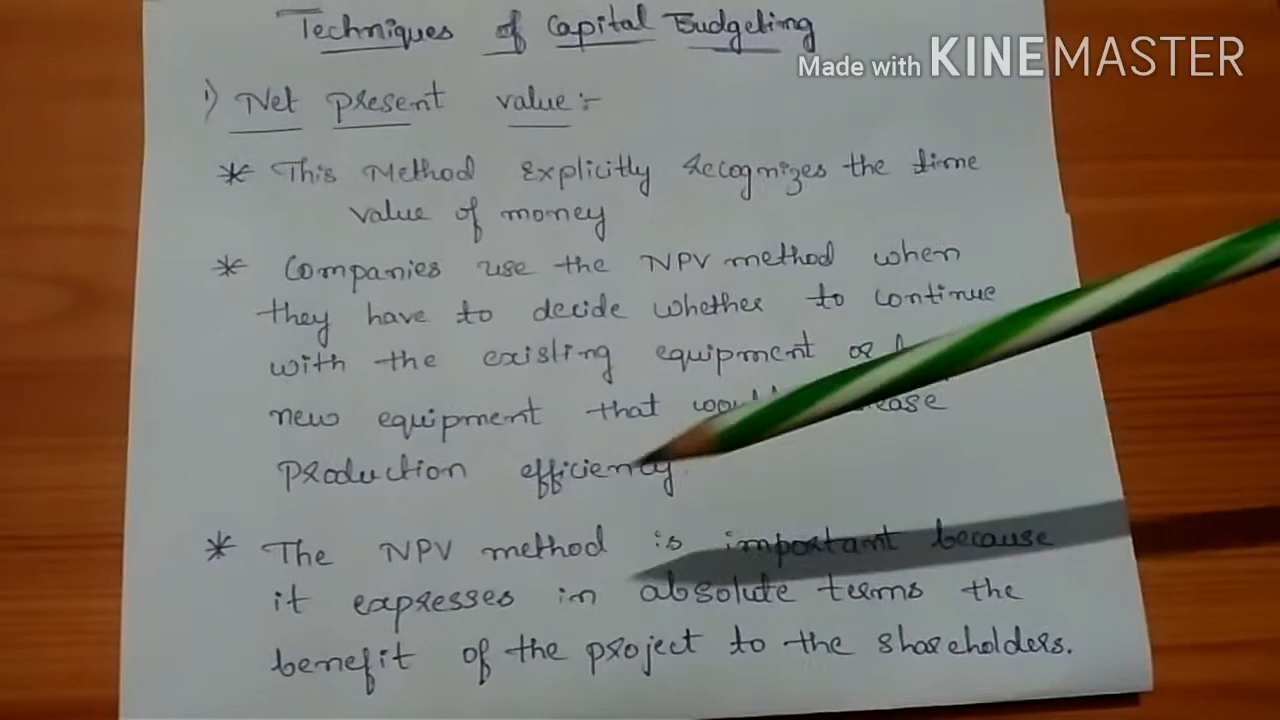 Techniques of Capital Budgeting
Made with KINEMASTER
1) Net present value :-
* This Method Explicitly recognizes the time
value of money
* Companies use the NPV method when
they have to decide whether to continue
with the existing equipment or
new equipment that
production efficiency.
* The NPV method is important because
it expresses in absolute terms the
benefit of the project to the shareholders.